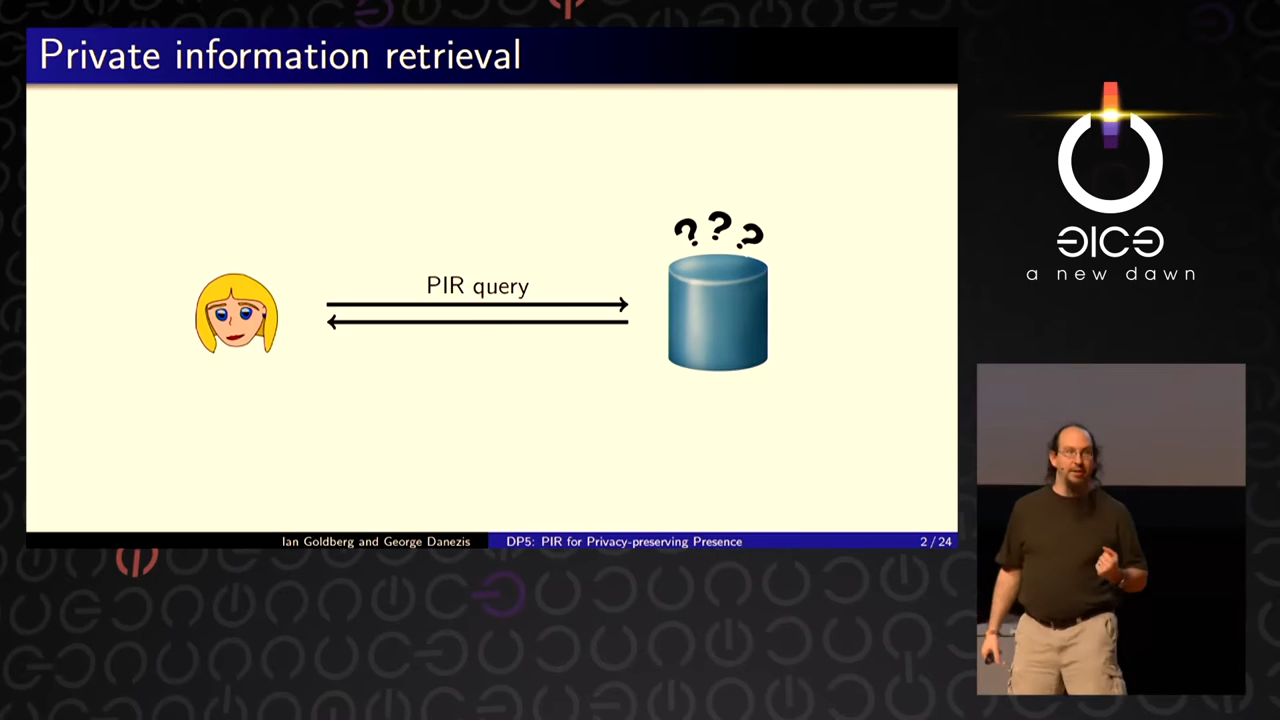 Private information retrieval
? ? ?
PIR query
Ian Goldberg and George Danezis
DP5: PIR for Privacy-preserving Presence
2 / 24
ƎICƏ
a new dawn